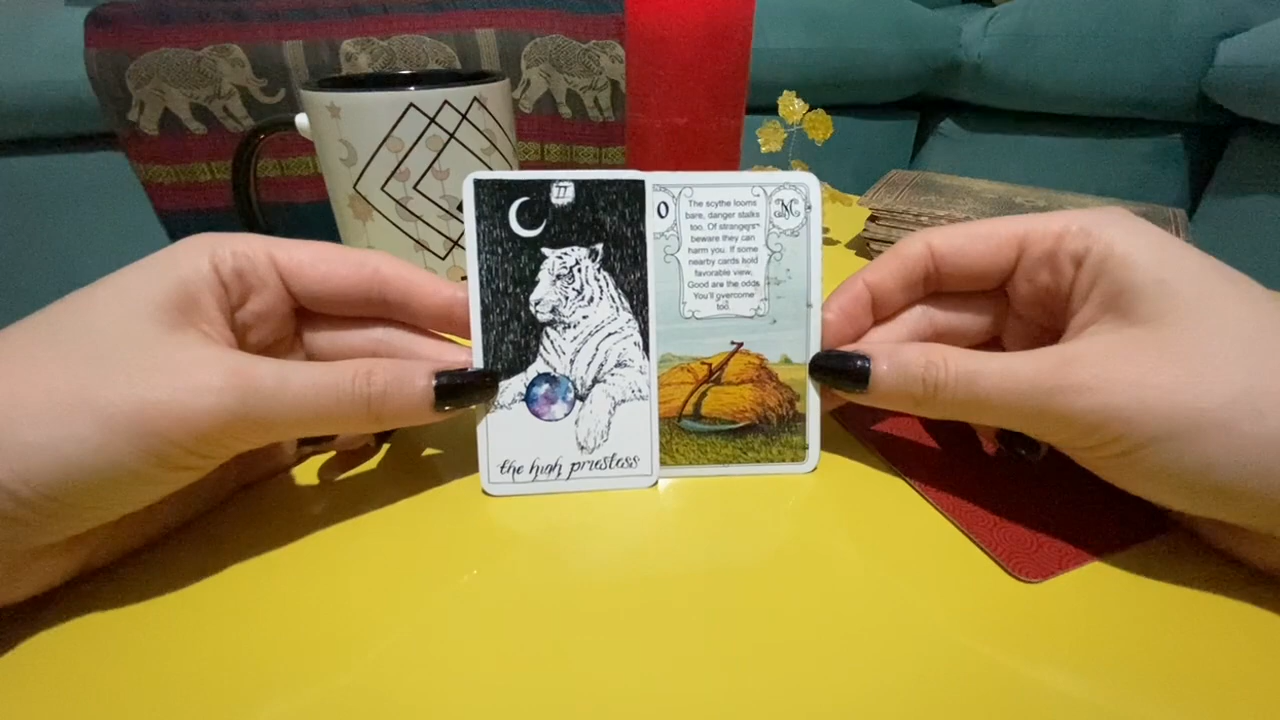 II
the high priestess
0
M
The scythe looms
bare, danger stalks
too. Of strangers
beware they can
harm you. If some
nearby cards hold
favorable view,
Good are the odds
You'll overcome
too.